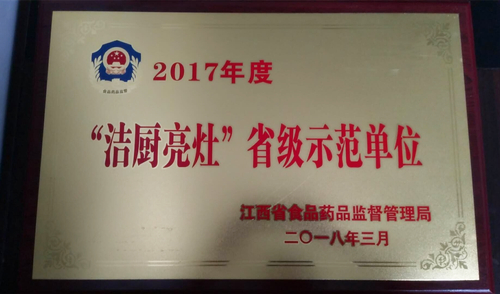 2017年度
“洁厨亮灶”省级示范单位
江西省食品药品监督管理局
二〇一八年三月